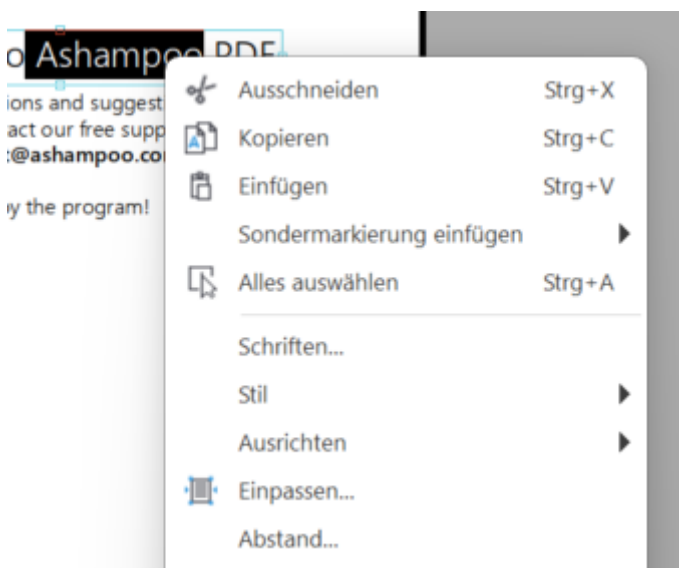 o Ashampoo PDF
ions and suggest
act our free supp
t@ashampoo.co
y the program!
Ausschneiden Strg+X
Kopieren Strg+C
Einfügen Strg+V
Sondermarkierung einfügen
Alles auswählen Strg+A
Schriften...
Stil
Ausrichten
Einpassen...
Abstand...